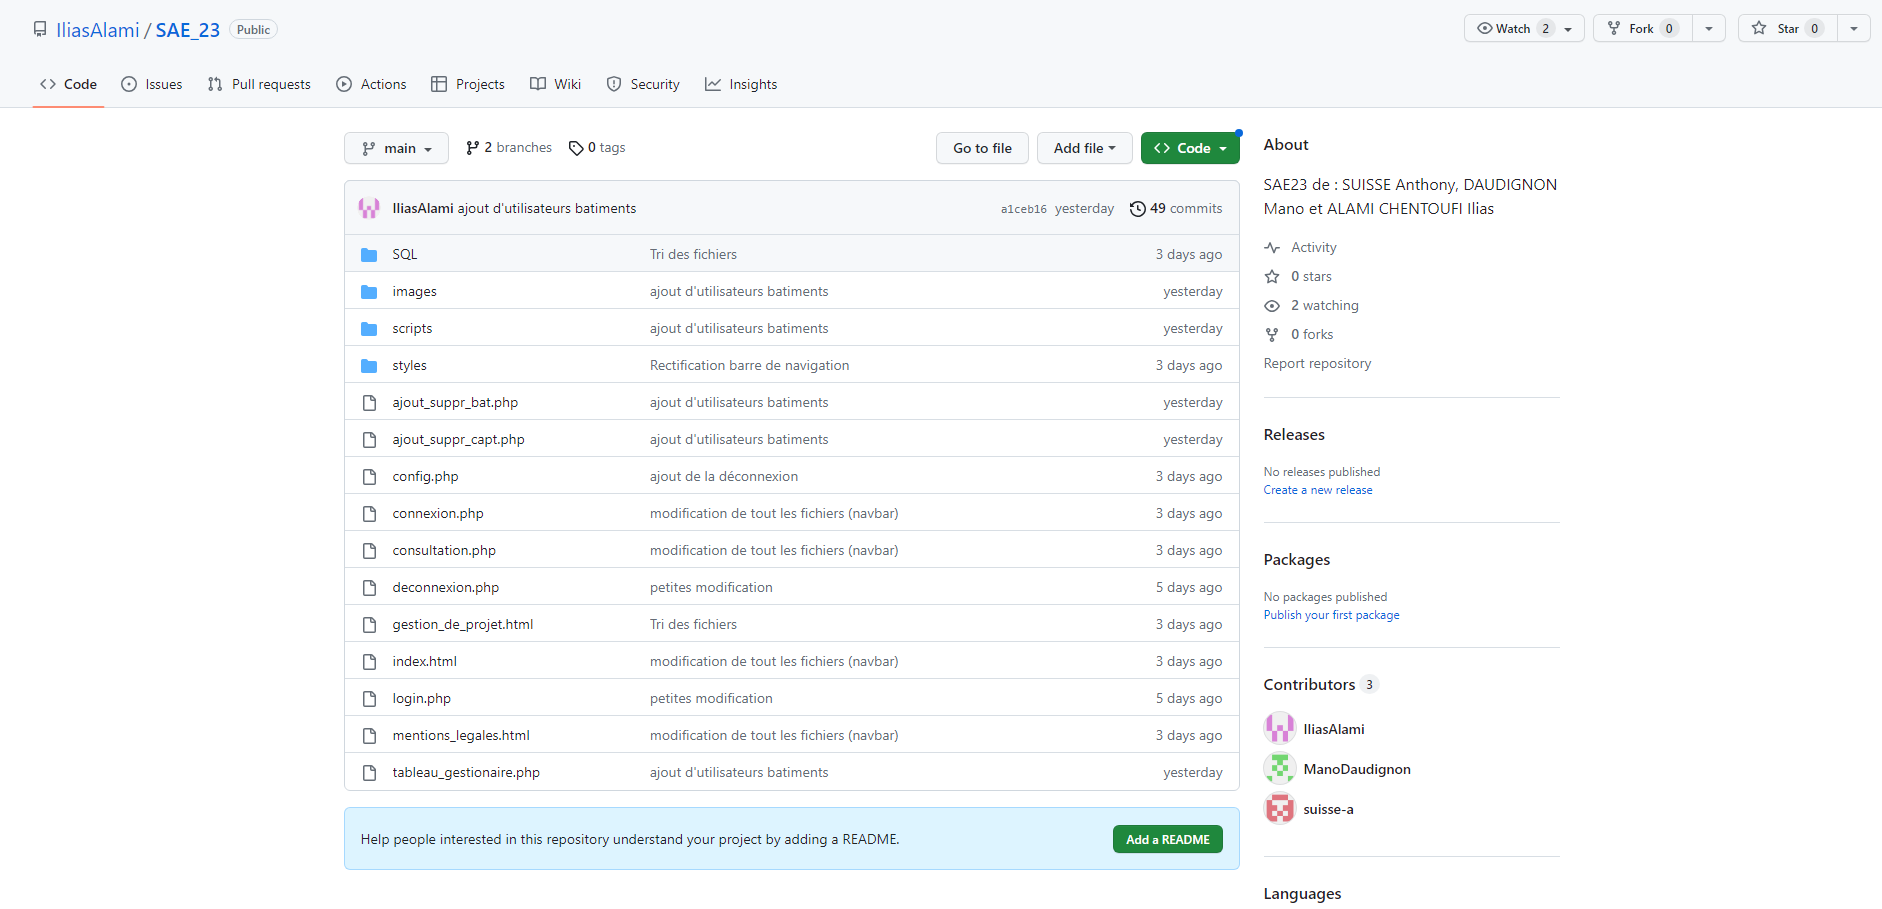 IliasAlami / SAE_23 Public
Watch 2 Fork 0 Star 0
Code Issues Pull requests Actions Projects Wiki Security Insights
main 2 branches 0 tags Go to file Add file Code
IliasAlami ajout d'utilisateurs batiments a1ceb16 yesterday 49 commits
SQL Tri des fichiers 3 days ago
images ajout d'utilisateurs batiments yesterday
scripts ajout d'utilisateurs batiments yesterday
styles Rectification barre de navigation 3 days ago
ajout_suppr_bat.php ajout d'utilisateurs batiments yesterday
ajout_suppr_capt.php ajout d'utilisateurs batiments yesterday
config.php ajout de la déconnexion 3 days ago
connexion.php modification de tout les fichiers (navbar) 3 days ago
consultation.php modification de tout les fichiers (navbar) 3 days ago
deconnexion.php petites modification 5 days ago
gestion_de_projet.html Tri des fichiers 3 days ago
index.html modification de tout les fichiers (navbar) 3 days ago
login.php petites modification 5 days ago
mentions_legales.html modification de tout les fichiers (navbar) 3 days ago
tableau_gestionaire.php ajout d'utilisateurs batiments yesterday
Help people interested in this repository understand your project by adding a README. Add a README
About
SAE23 de : SUISSE Anthony, DAUDIGNON
Mano et ALAMI CHENTOUFI Ilias
Activity
0 stars
2 watching
0 forks
Report repository
Releases
No releases published
Create a new release
Packages
No packages published
Publish your first package
Contributors 3
IliasAlami
ManoDaudignon
suisse-a
Languages